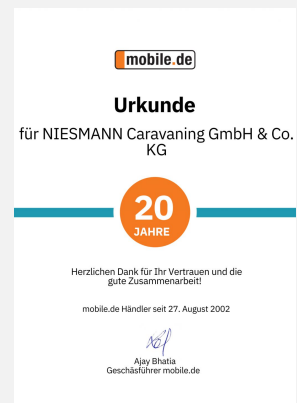 mobile.de
Urkunde
für NIESMANN Caravaning GmbH & Co.
KG
20
JAHRE
Herzlichen Dank für Ihr Vertrauen und die
gute Zusammenarbeit!
mobile.de Händler seit 27. August 2002
Ajay Bhatia
Geschäsführer mobile.de